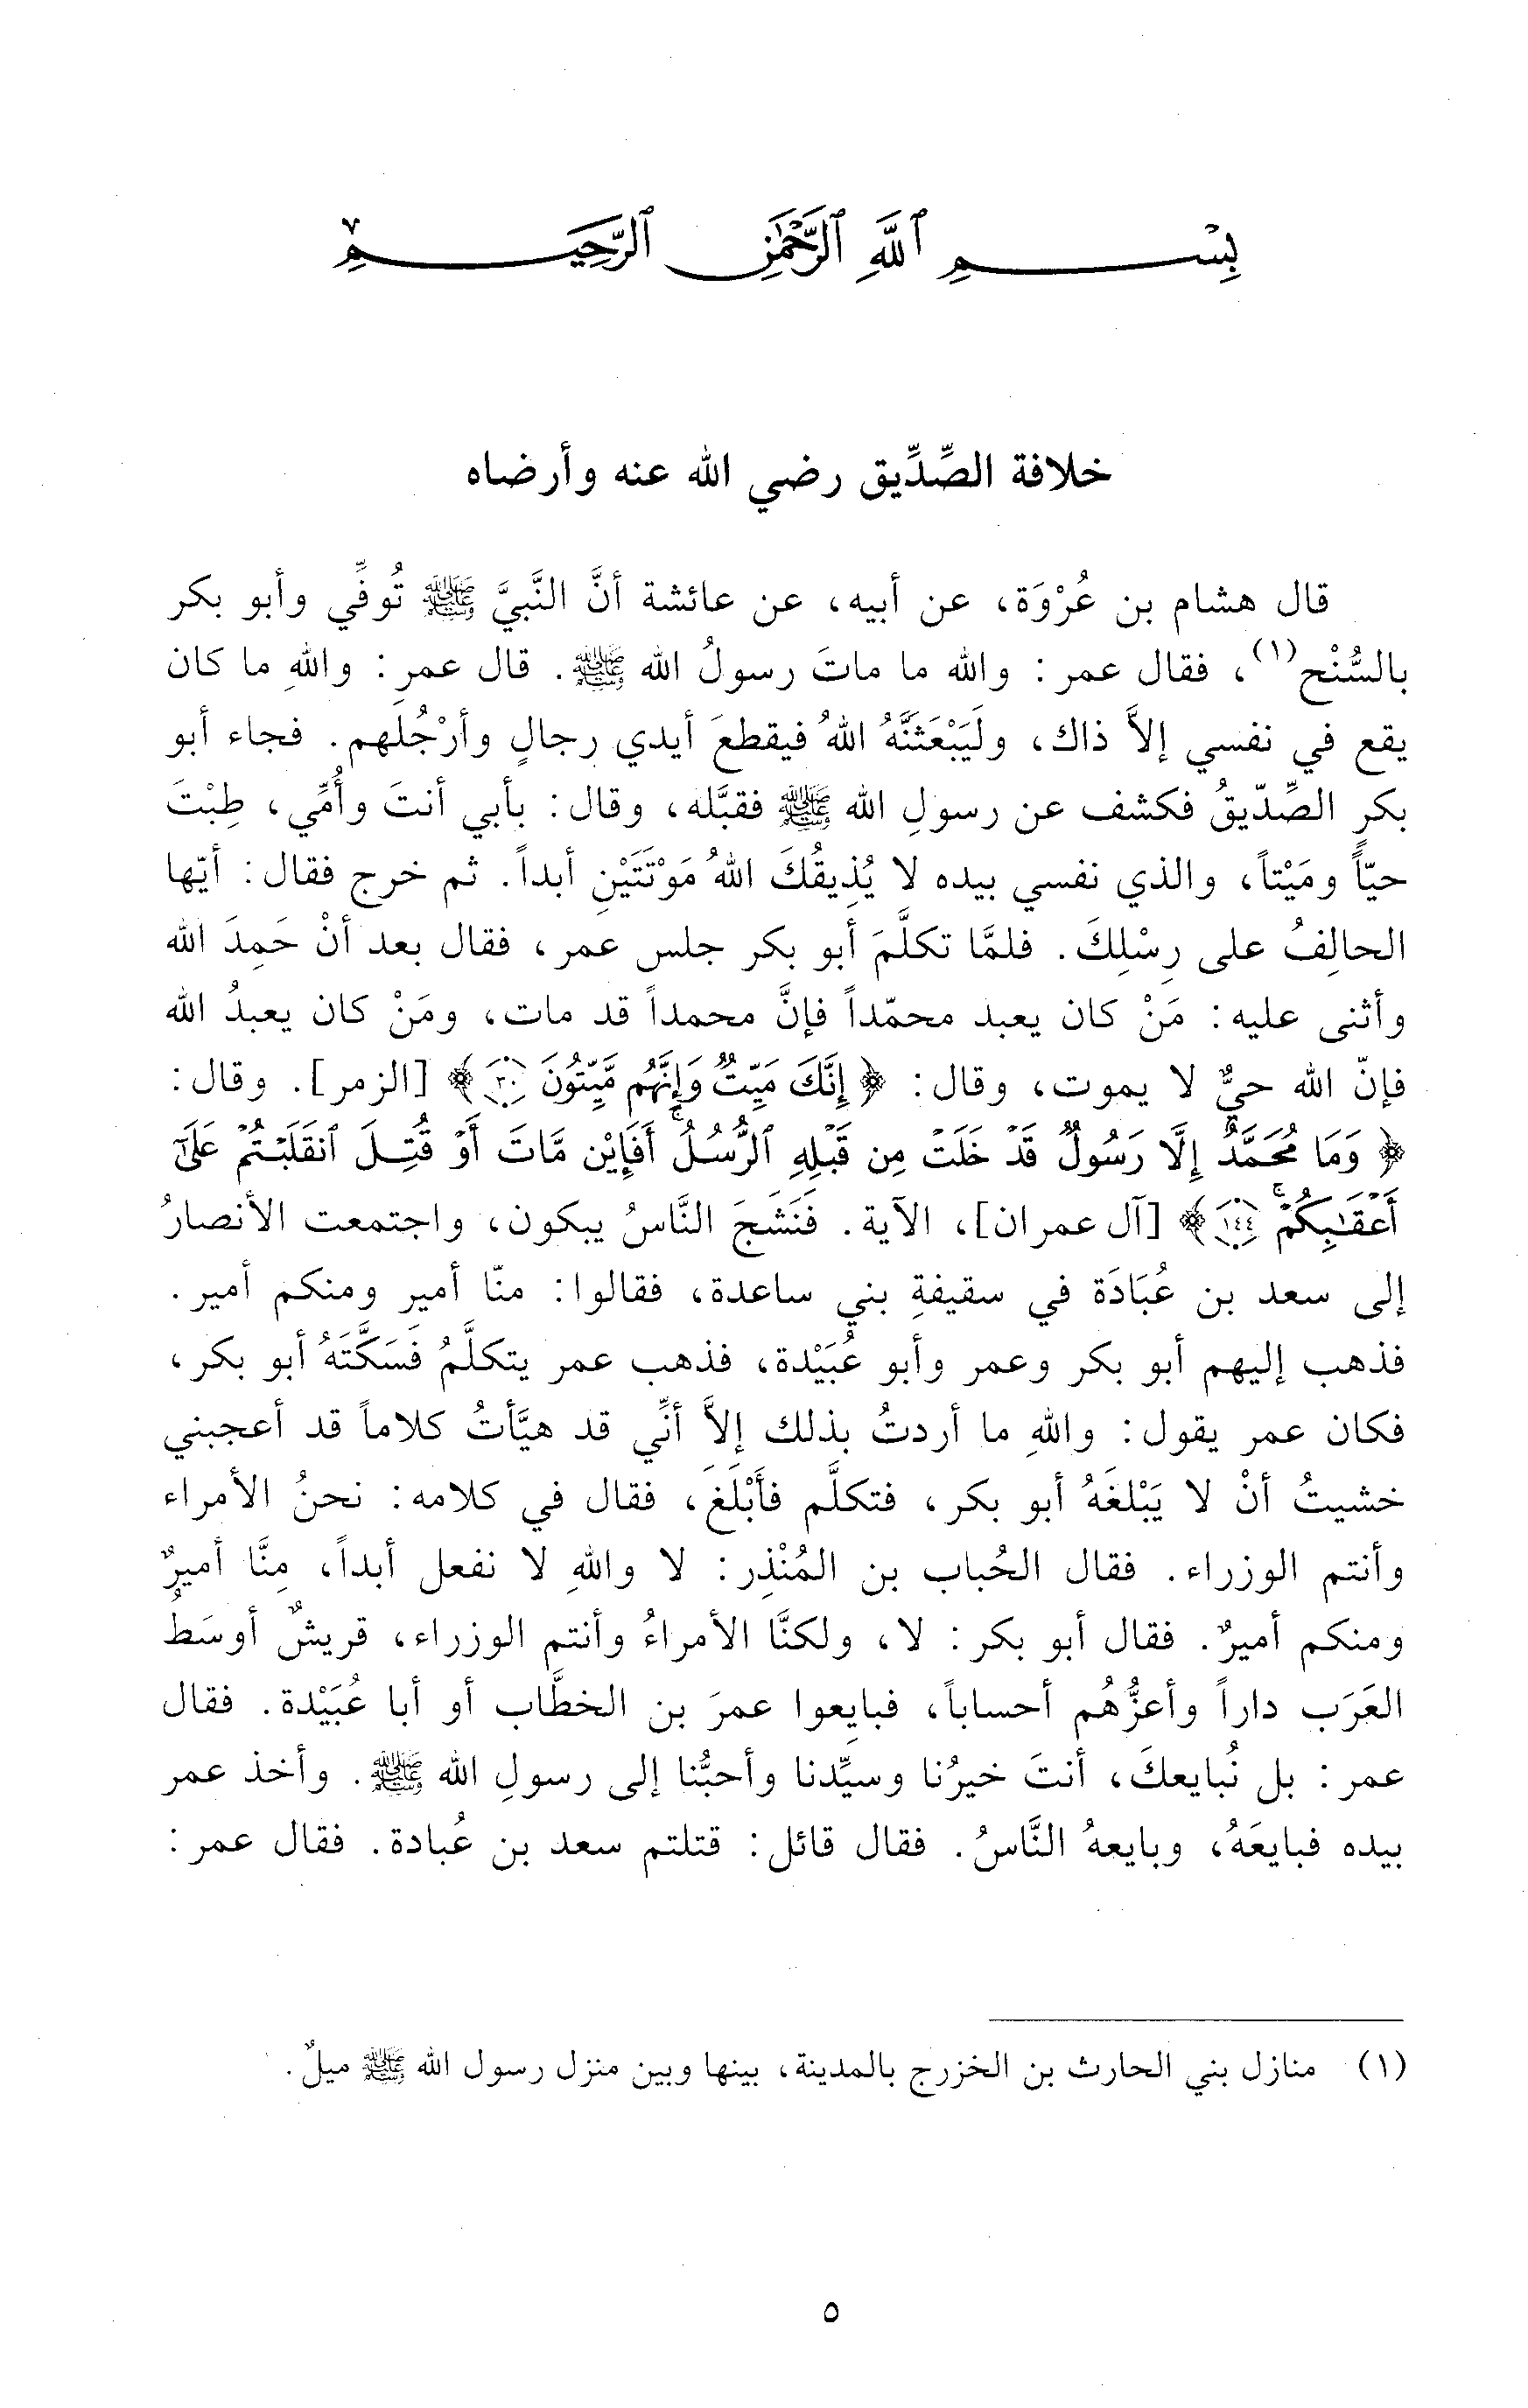 بِسْمِ ٱللَّهِ ٱلرَّحْمَٰنِ ٱلرَّحِيمِ
خلافة الصِّدِّيق رضي الله عنه وأرضاه
قال هشام بن عُرْوَة، عن أبيه، عن عائشة أنَّ النَّبيَّ ﷺ تُوفِّي وأبو بكر
بالسُّنْح(١)، فقال عمر: والله ما ماتَ رسولُ الله ﷺ. قال عمر: واللهِ ما كان
يقع في نفسي إلاَّ ذاك، ولَيَبْعَثَنَّهُ اللهُ فيقطعَ أيدي رجالٍ وأرْجُلَهم. فجاء أبو
بكرٍ الصِّدّيقُ فكشف عن رسولِ الله ﷺ فقبَّله، وقال: بأبي أنتَ وأُمِّي، طِبْتَ
حيّاً ومَيْتاً، والذي نفسي بيده لا يُذِيقُكَ اللهُ مَوْتَتَيْنِ أبداً. ثم خرج فقال: أيّها
الحالِفُ على رِسْلِكَ. فلمَّا تكلَّمَ أبو بكر جلس عمر، فقال بعد أنْ حَمِدَ الله
وأثنى عليه: مَنْ كان يعبد محمّداً فإنَّ محمداً قد مات، ومَنْ كان يعبدُ الله
فإنّ الله حيٌّ لا يموت، وقال: ﴿ إِنَّكَ مَيِّتٌ وَإِنَّهُم مَّيِّتُونَ ٣٠ ﴾ [الزمر]. وقال:
﴿ وَمَا مُحَمَّدٌ إِلَّا رَسُولٌ قَدْ خَلَتْ مِن قَبْلِهِ ٱلرُّسُلُ ۚ أَفَإِيْن مَّاتَ أَوْ قُتِلَ ٱنقَلَبْتُمْ عَلَىٰٓ
أَعْقَٰبِكُمْ ۚ ١٤٤ ﴾ [آل عمران]، الآية. فَنَشَجَ النَّاسُ يبكون، واجتمعت الأنصارُ
إلى سعد بن عُبَادَة في سقيفةِ بني ساعدة، فقالوا: منّا أمير ومنكم أمير.
فذهب إليهم أبو بكر وعمر وأبو عُبَيْدة، فذهب عمر يتكلَّمُ فَسَكَّتَهُ أبو بكر،
فكان عمر يقول: واللهِ ما أردتُ بذلك إلاَّ أنِّي قد هيَّأتُ كلاماً قد أعجبني
خشيتُ أنْ لا يَبْلغَهُ أبو بكر، فتكلَّم فأَبْلَغَ، فقال في كلامه: نحنُ الأمراء
وأنتم الوزراء. فقال الحُباب بن المُنْذِر: لا واللهِ لا نفعل أبداً، مِنَّا أميرٌ
ومنكم أميرٌ. فقال أبو بكر: لا، ولكنَّا الأمراءُ وأنتم الوزراء، قريشٌ أوسَطُ
العَرَب داراً وأعزُّهُم أحساباً، فبايِعوا عمرَ بن الخطَّاب أو أبا عُبَيْدة. فقال
عمر: بل نُبايعكَ، أنتَ خيرُنا وسيِّدنا وأحبُّنا إلى رسولِ الله ﷺ. وأخذ عمر
بيده فبايعَهُ، وبايعهُ النَّاسُ. فقال قائل: قتلتم سعد بن عُبادة. فقال عمر:
(١) منازل بني الحارث بن الخزرج بالمدينة، بينها وبين منزل رسول الله ﷺ ميلٌ.
٥